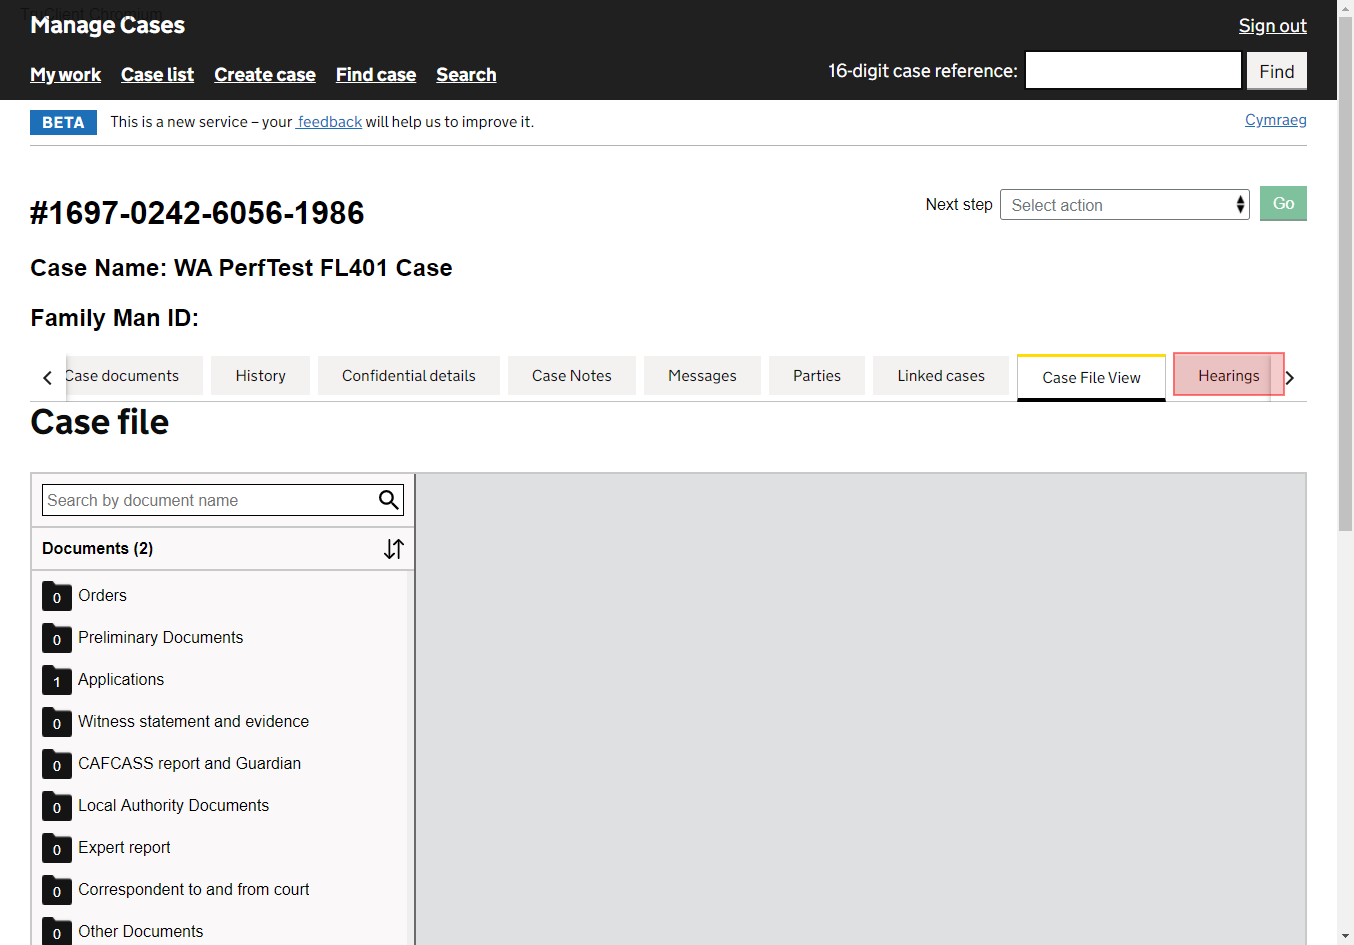 TruClient Chromium
Manage Cases
Sign out
My work Case list Create case Find case Search
16-digit case reference: Find
BETA This is a new service – your feedback will help us to improve it.
Cymraeg
#1697-0242-6056-1986
Next step Select action Go
Case Name: WA PerfTest FL401 Case
Family Man ID:
Case documents History Confidential details Case Notes Messages Parties Linked cases Case File View Hearings
Case file
Search by document name
Documents (2)
0 Orders
0 Preliminary Documents
1 Applications
0 Witness statement and evidence
0 CAFCASS report and Guardian
0 Local Authority Documents
0 Expert report
0 Correspondent to and from court
0 Other Documents